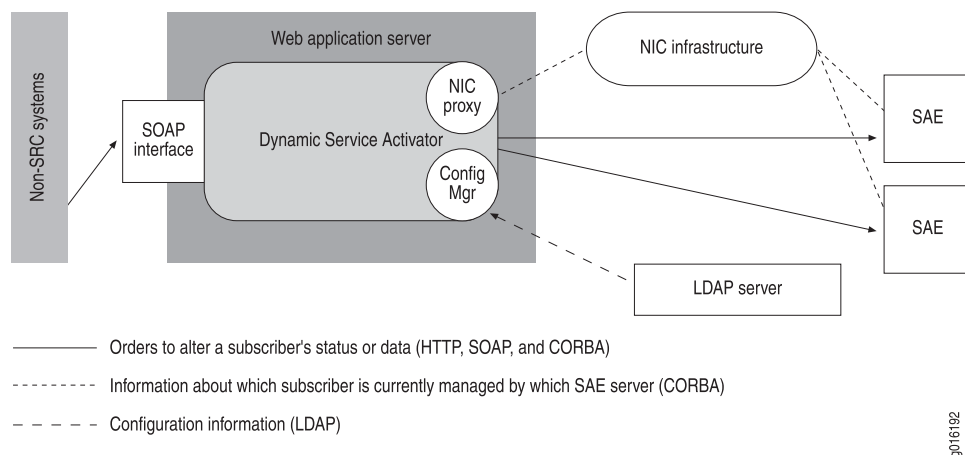 Web application server
NIC infrastructure
NIC
proxy
Non-SRC systems
SOAP
interface
Dynamic Service Activator
SAE
Config
Mgr
SAE
LDAP server
Orders to alter a subscriber's status or data (HTTP, SOAP, and CORBA)
Information about which subscriber is currently managed by which SAE server (CORBA)
Configuration information (LDAP)
g016192